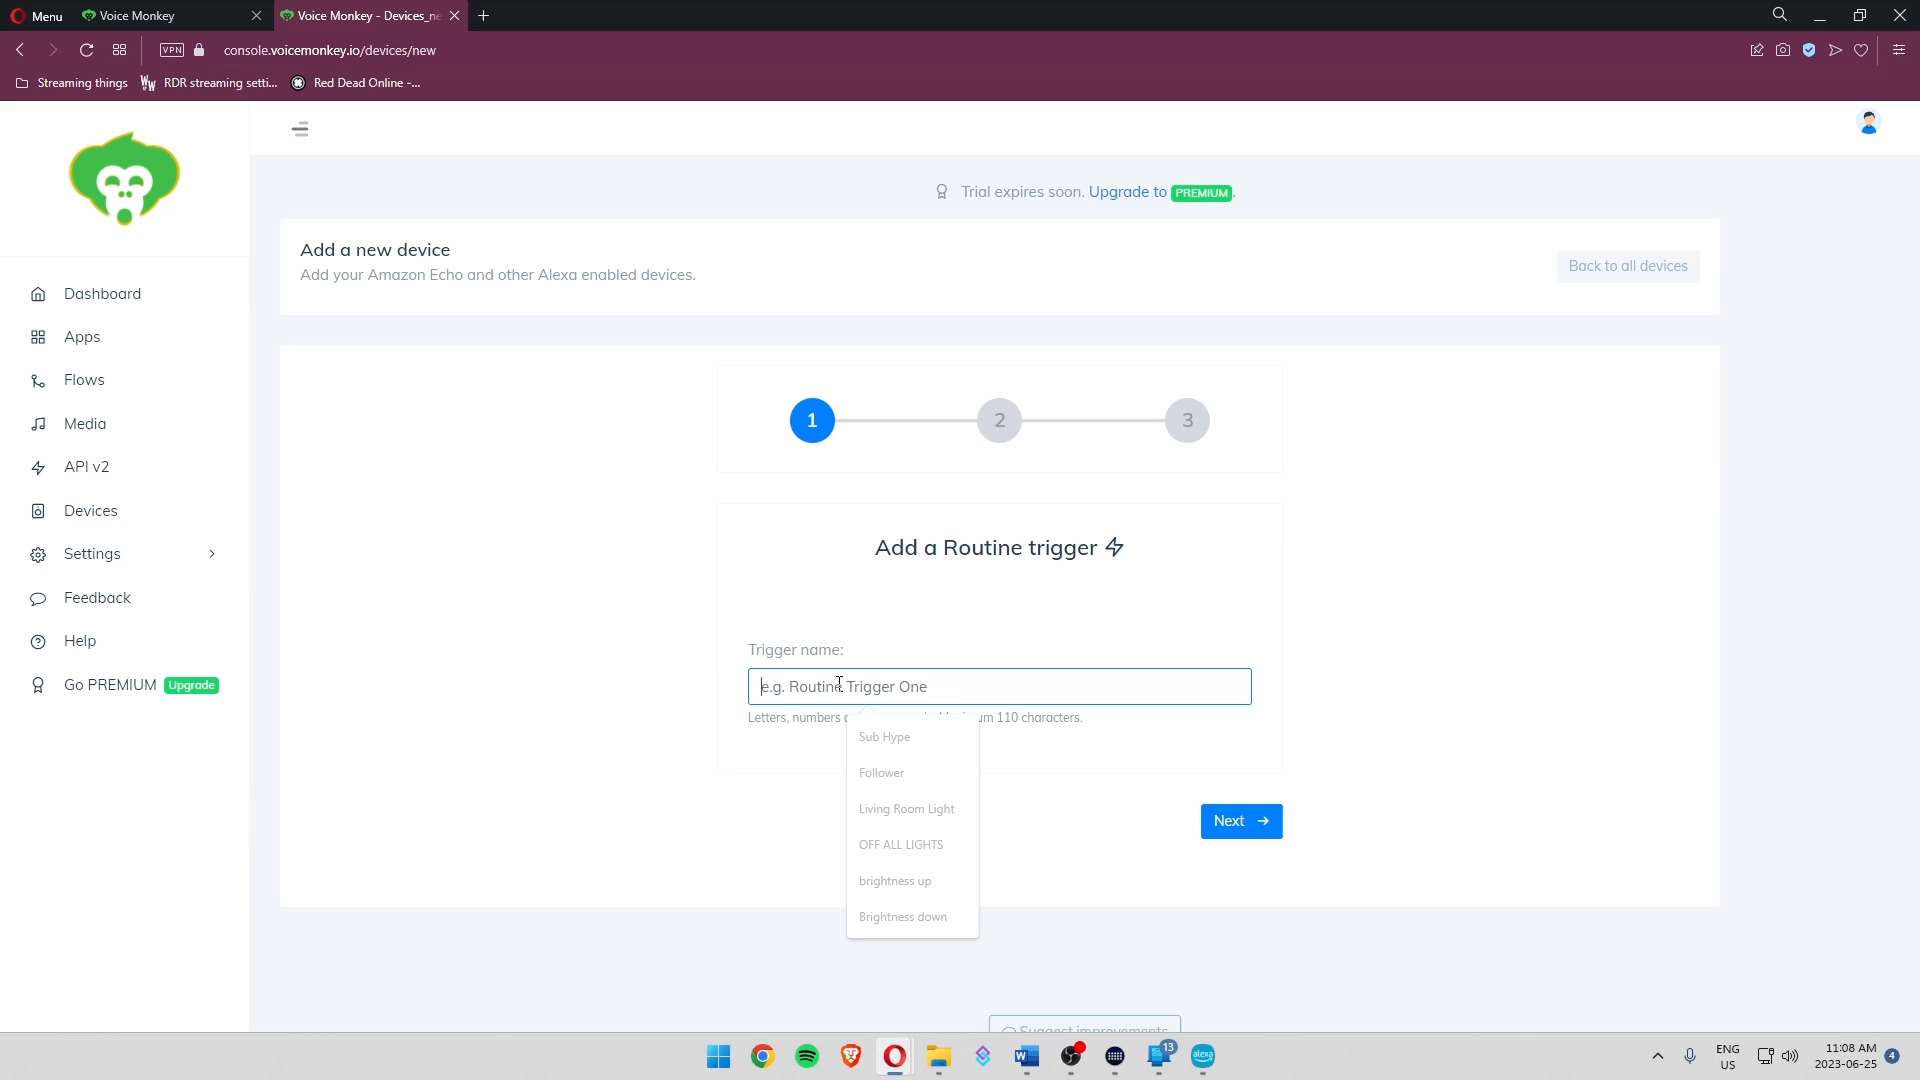 Menu
Voice Monkey
Voice Monkey - Devices_ne
VPN
console.voicemonkey.io/devices/new
Streaming things
RDR streaming setti...
Red Dead Online -...
Trial expires soon. Upgrade to PREMIUM.
Add a new device
Add your Amazon Echo and other Alexa enabled devices.
Back to all devices
Dashboard
Apps
Flows
Media
API v2
Devices
Settings
Feedback
Help
Go PREMIUM Upgrade
1
2
3
Add a Routine trigger
Trigger name:
e.g. Routine Trigger One
Letters, numbers
110 characters.
Sub Hype
Follower
Living Room Light
OFF ALL LIGHTS
brightness up
Brightness down
Next
Suggest improvements
W
13
alexa
ENG
US
11:08 AM
2023-06-25
4